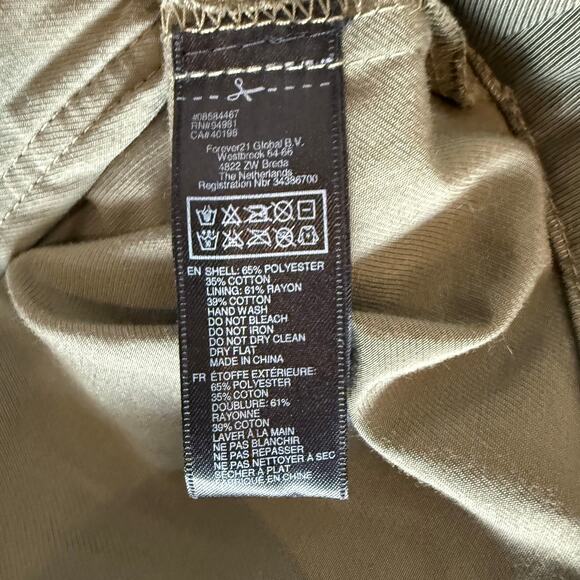 #08584467
RN#94981
CA#40198
Forever21 Global B.V.
Westbroek 64-66
4822 ZW Breda
The Netherlands
Registration Nbr 34386700
EN SHELL: 65% POLYESTER
35% COTTON
LINING: 61% RAYON
39% COTTON
HAND WASH
DO NOT BLEACH
DO NOT IRON
DO NOT DRY CLEAN
DRY FLAT
MADE IN CHINA
FR ÉTOFFE EXTÉRIEURE:
65% POLYESTER
35% COTON
DOUBLURE: 61%
RAYONNE
39% COTON
LAVER À LA MAIN
NE PAS BLANCHIR
NE PAS REPASSER
NE PAS NETTOYER À SEC
SÉCHER À PLAT
FABRIQUÉ EN CHINE